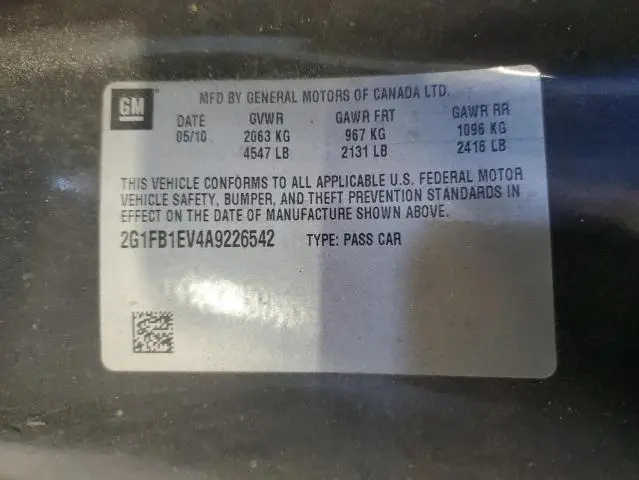 GM
MFD BY GENERAL MOTORS OF CANADA LTD.
DATE GVWR GAWR FRT GAWR RR
05/10 2063 KG 967 KG 1096 KG
4547 LB 2131 LB 2416 LB
THIS VEHICLE CONFORMS TO ALL APPLICABLE U.S. FEDERAL MOTOR
VEHICLE SAFETY, BUMPER, AND THEFT PREVENTION STANDARDS IN
EFFECT ON THE DATE OF MANUFACTURE SHOWN ABOVE.
2G1FB1EV4A9226542 TYPE: PASS CAR